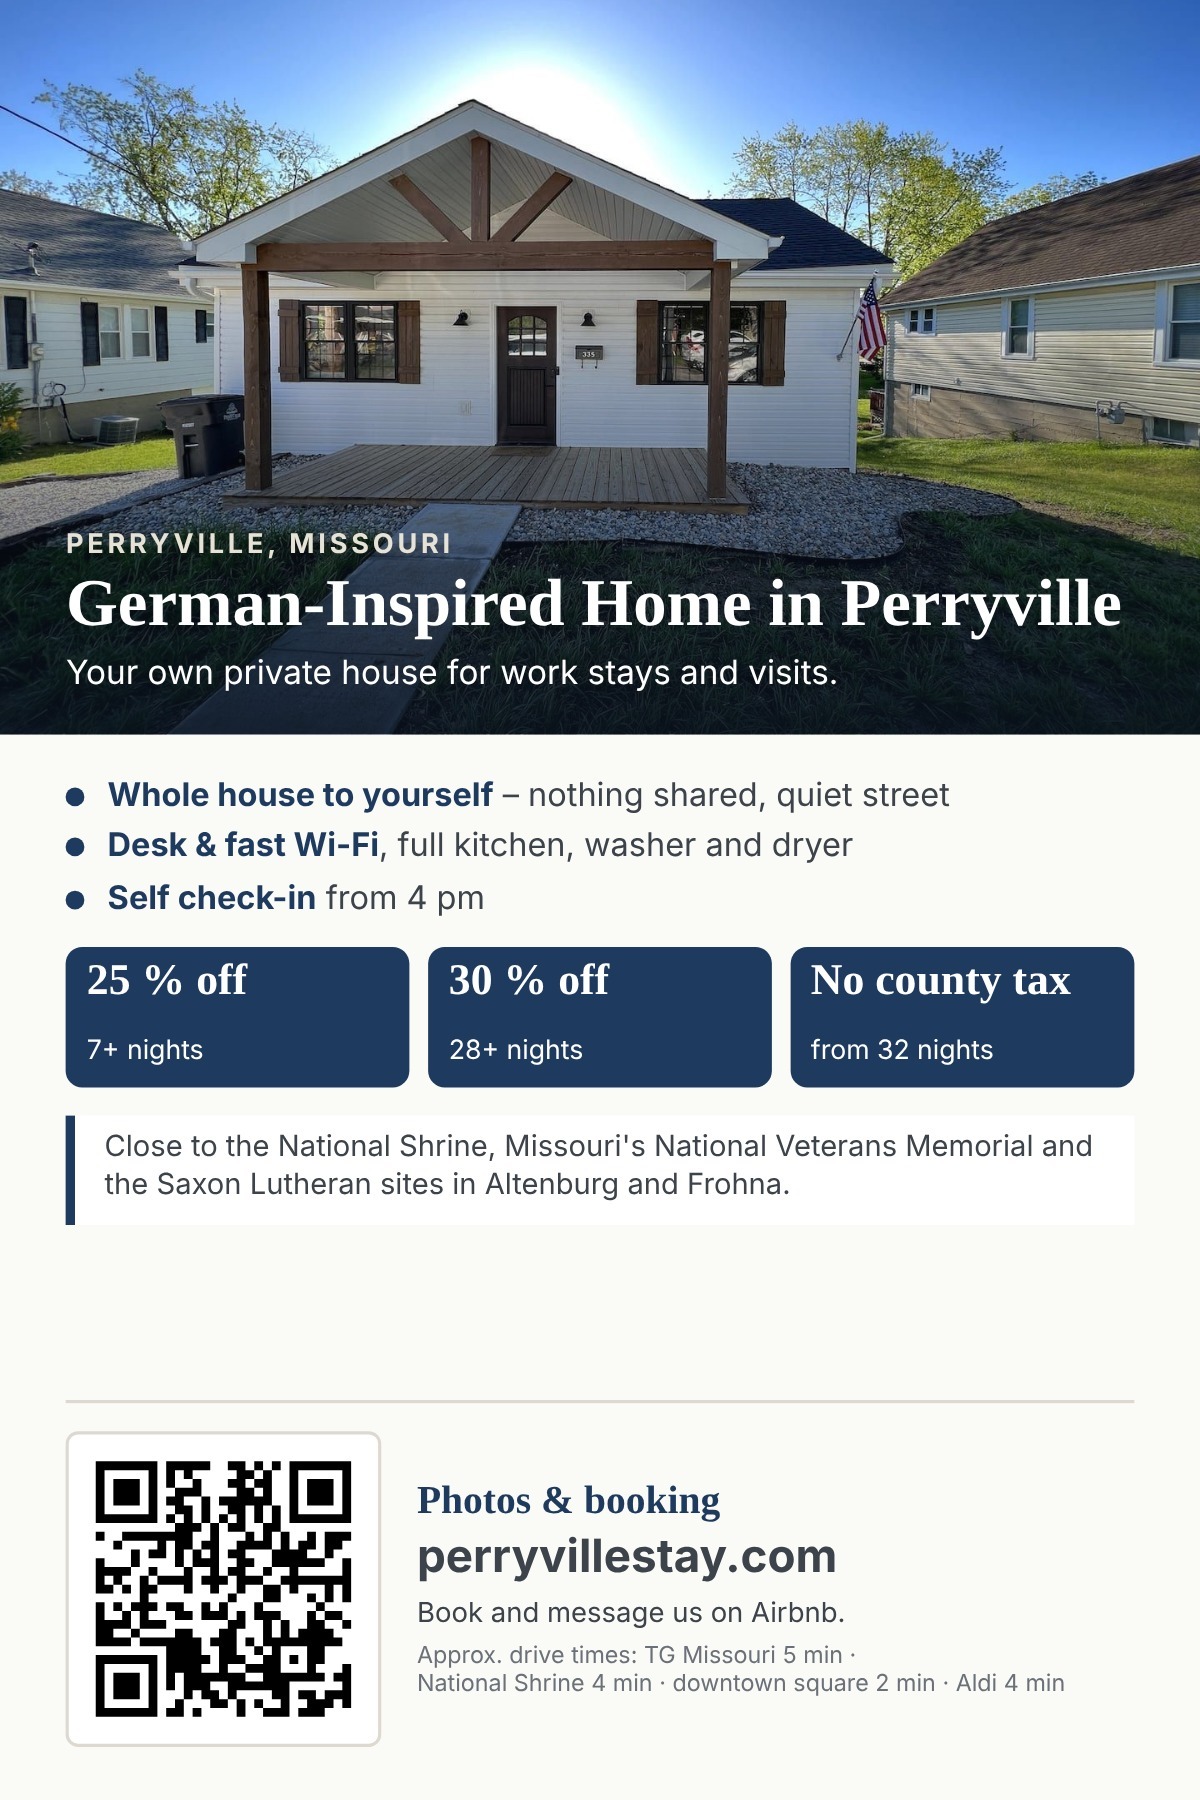 335
PERRYVILLE, MISSOURI
German-Inspired Home in Perryville
Your own private house for work stays and visits.
Whole house to yourself – nothing shared, quiet street
Desk & fast Wi-Fi, full kitchen, washer and dryer
Self check-in from 4 pm
25 % off
7+ nights
30 % off
28+ nights
No county tax
from 32 nights
Close to the National Shrine, Missouri's National Veterans Memorial and
the Saxon Lutheran sites in Altenburg and Frohna.
Photos & booking
perryvillestay.com
Book and message us on Airbnb.
Approx. drive times: TG Missouri 5 min ·
National Shrine 4 min · downtown square 2 min · Aldi 4 min